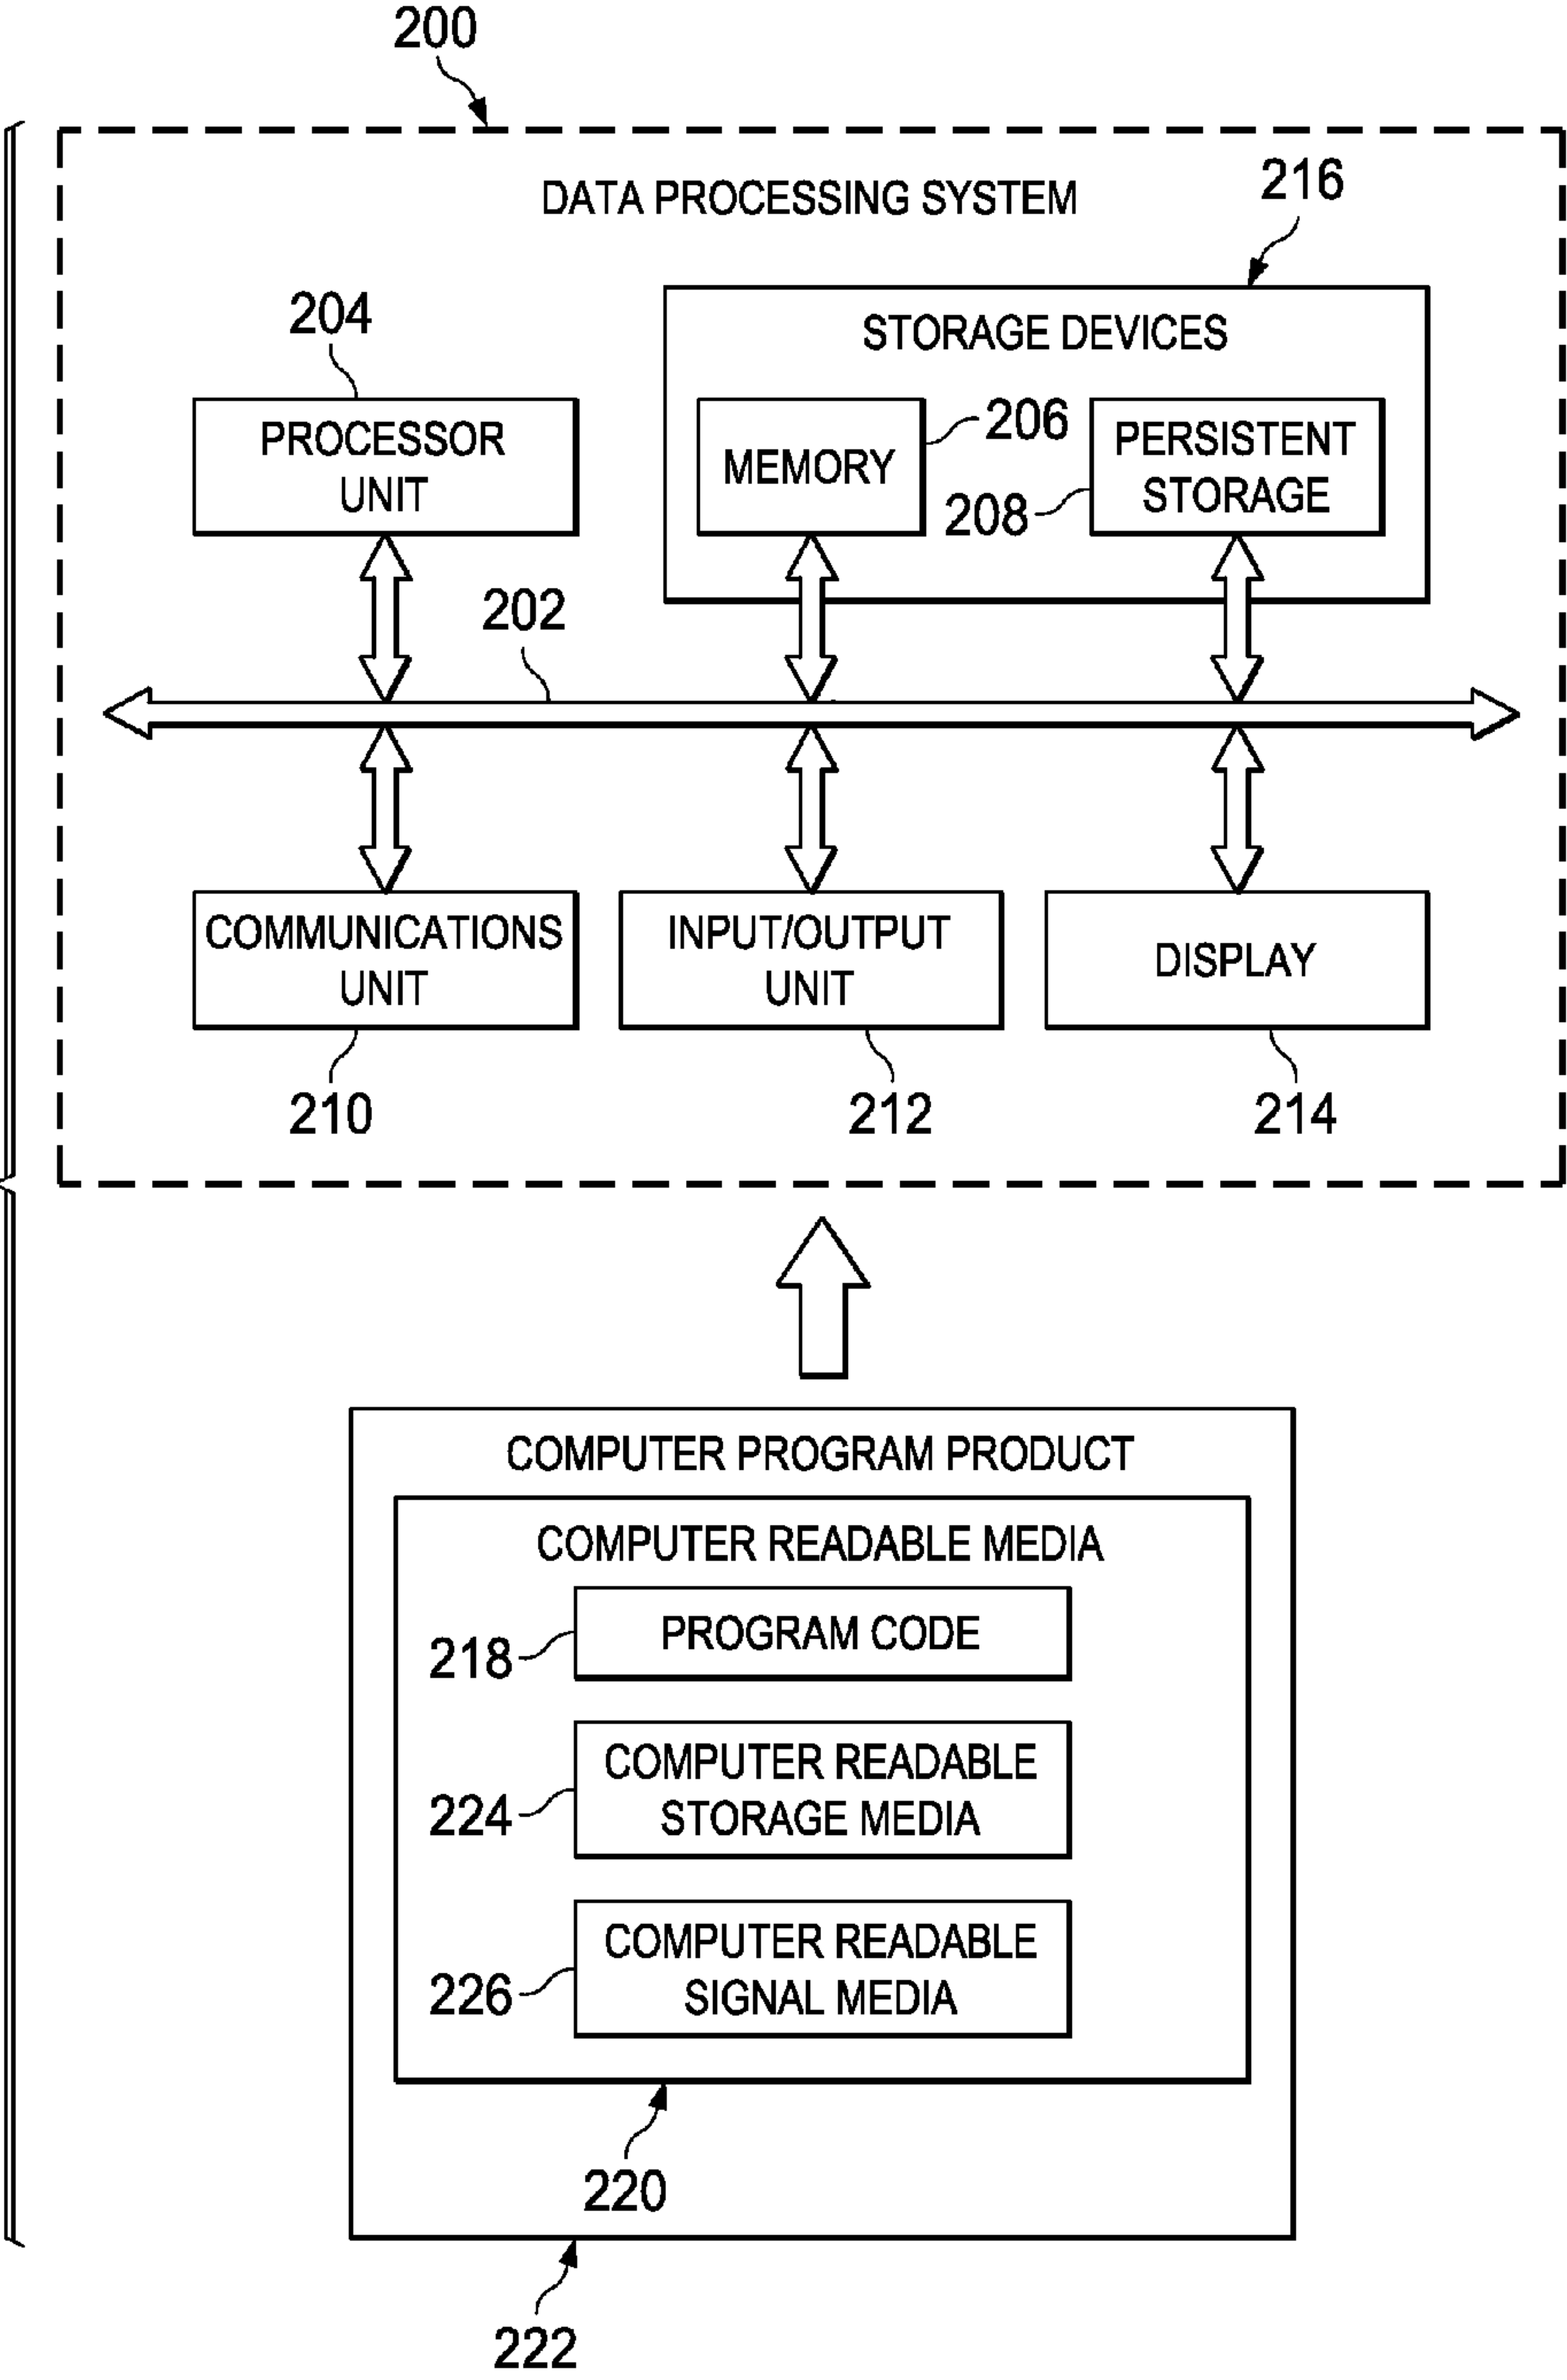 200
DATA PROCESSING SYSTEM
216
204
STORAGE DEVICES
PROCESSOR
UNIT
MEMORY
206
208
PERSISTENT
STORAGE
202
COMMUNICATIONS
UNIT
INPUT/OUTPUT
UNIT
DISPLAY
210
212
214
COMPUTER PROGRAM PRODUCT
COMPUTER READABLE MEDIA
218
PROGRAM CODE
224
COMPUTER READABLE
STORAGE MEDIA
226
COMPUTER READABLE
SIGNAL MEDIA
220
222